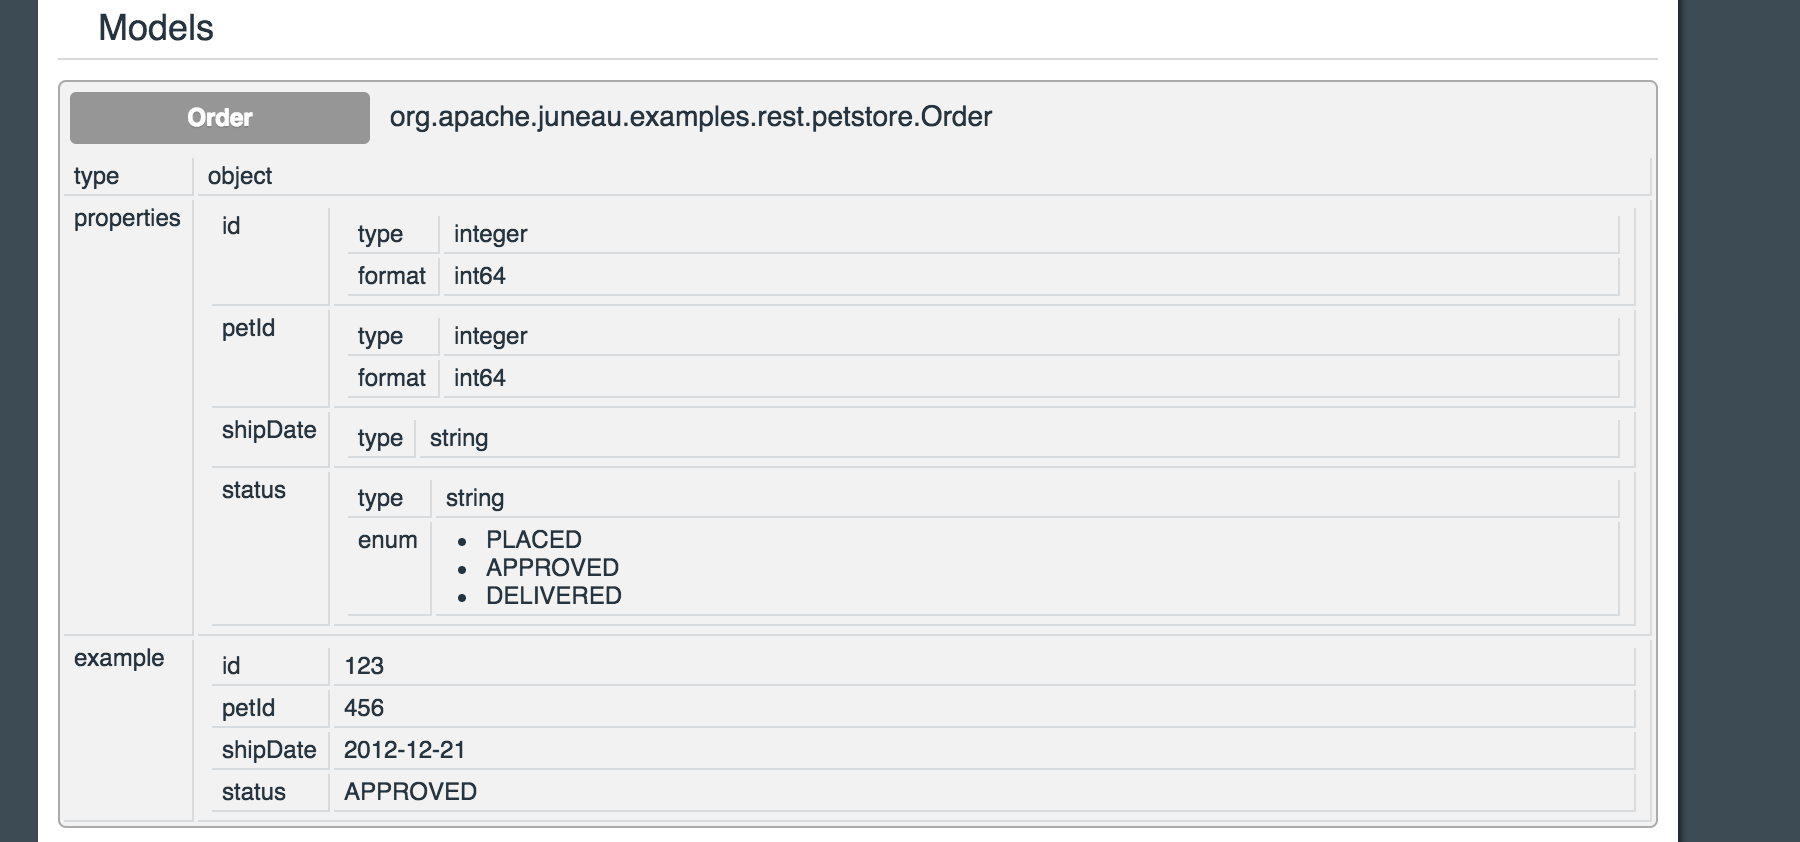 Models
Order org.apache.juneau.examples.rest.petstore.Order
type object
properties id type integer
format int64
petId type integer
format int64
shipDate type string
status type string
enum • PLACED
• APPROVED
• DELIVERED
example id 123
petId 456
shipDate 2012-12-21
status APPROVED